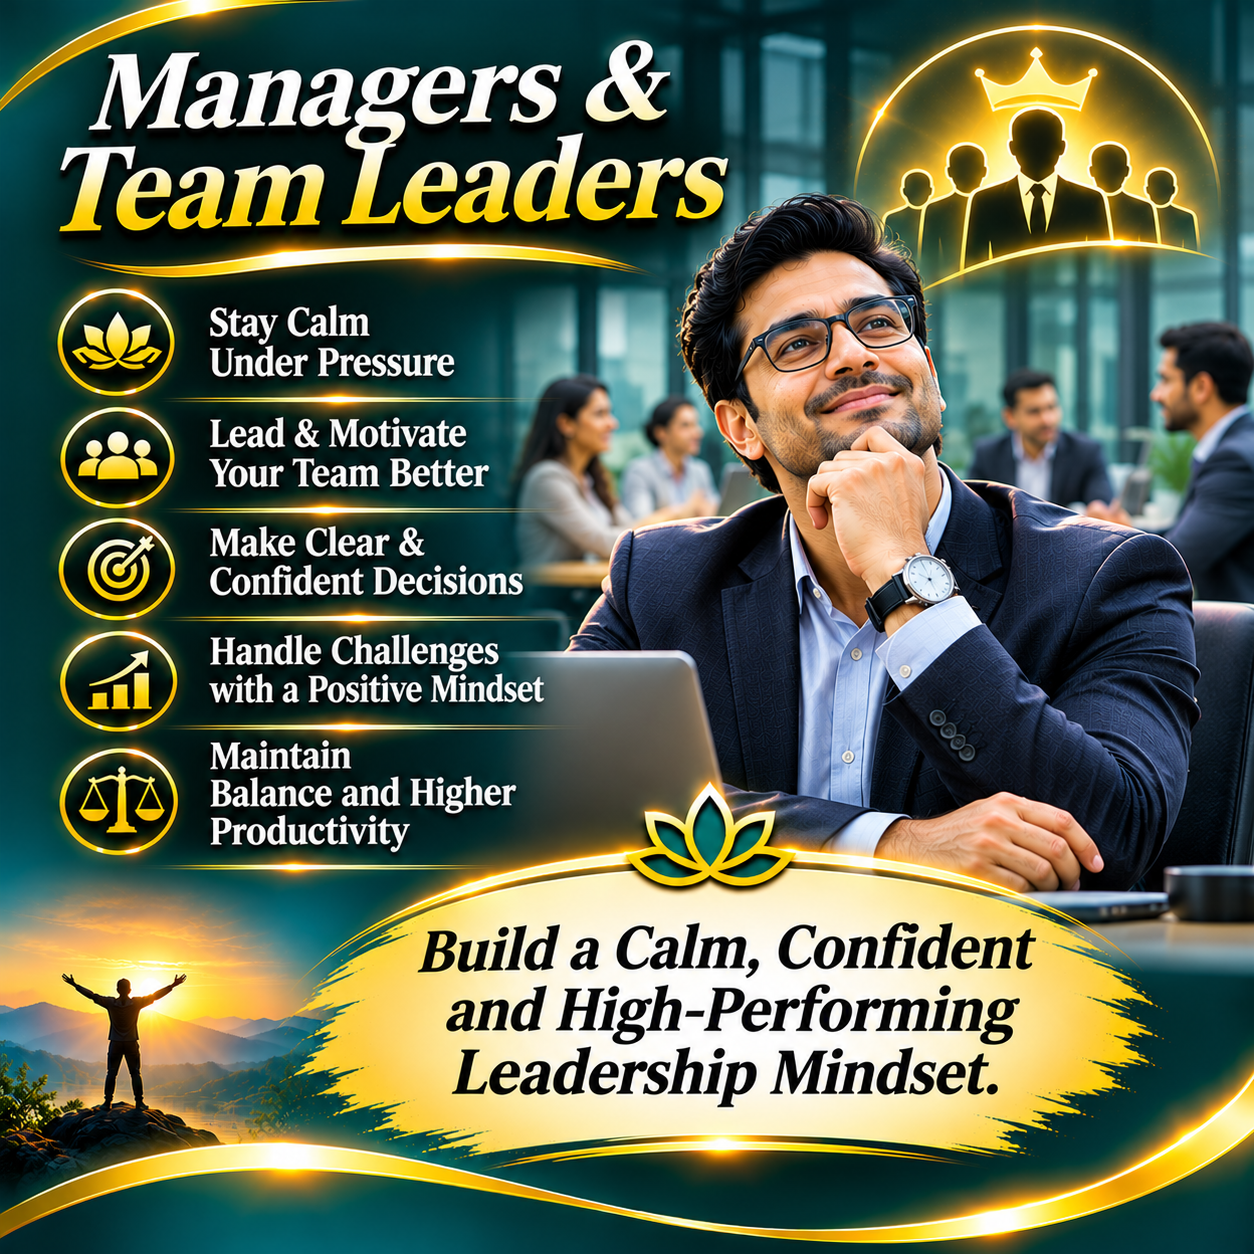 Managers &
Team Leaders
Stay Calm
Under Pressure
Lead & Motivate
Your Team Better
Make Clear &
Confident Decisions
Handle Challenges
with a Positive Mindset
Maintain
Balance and Higher
Productivity
Build a Calm, Confident
and High-Performing
Leadership Mindset.